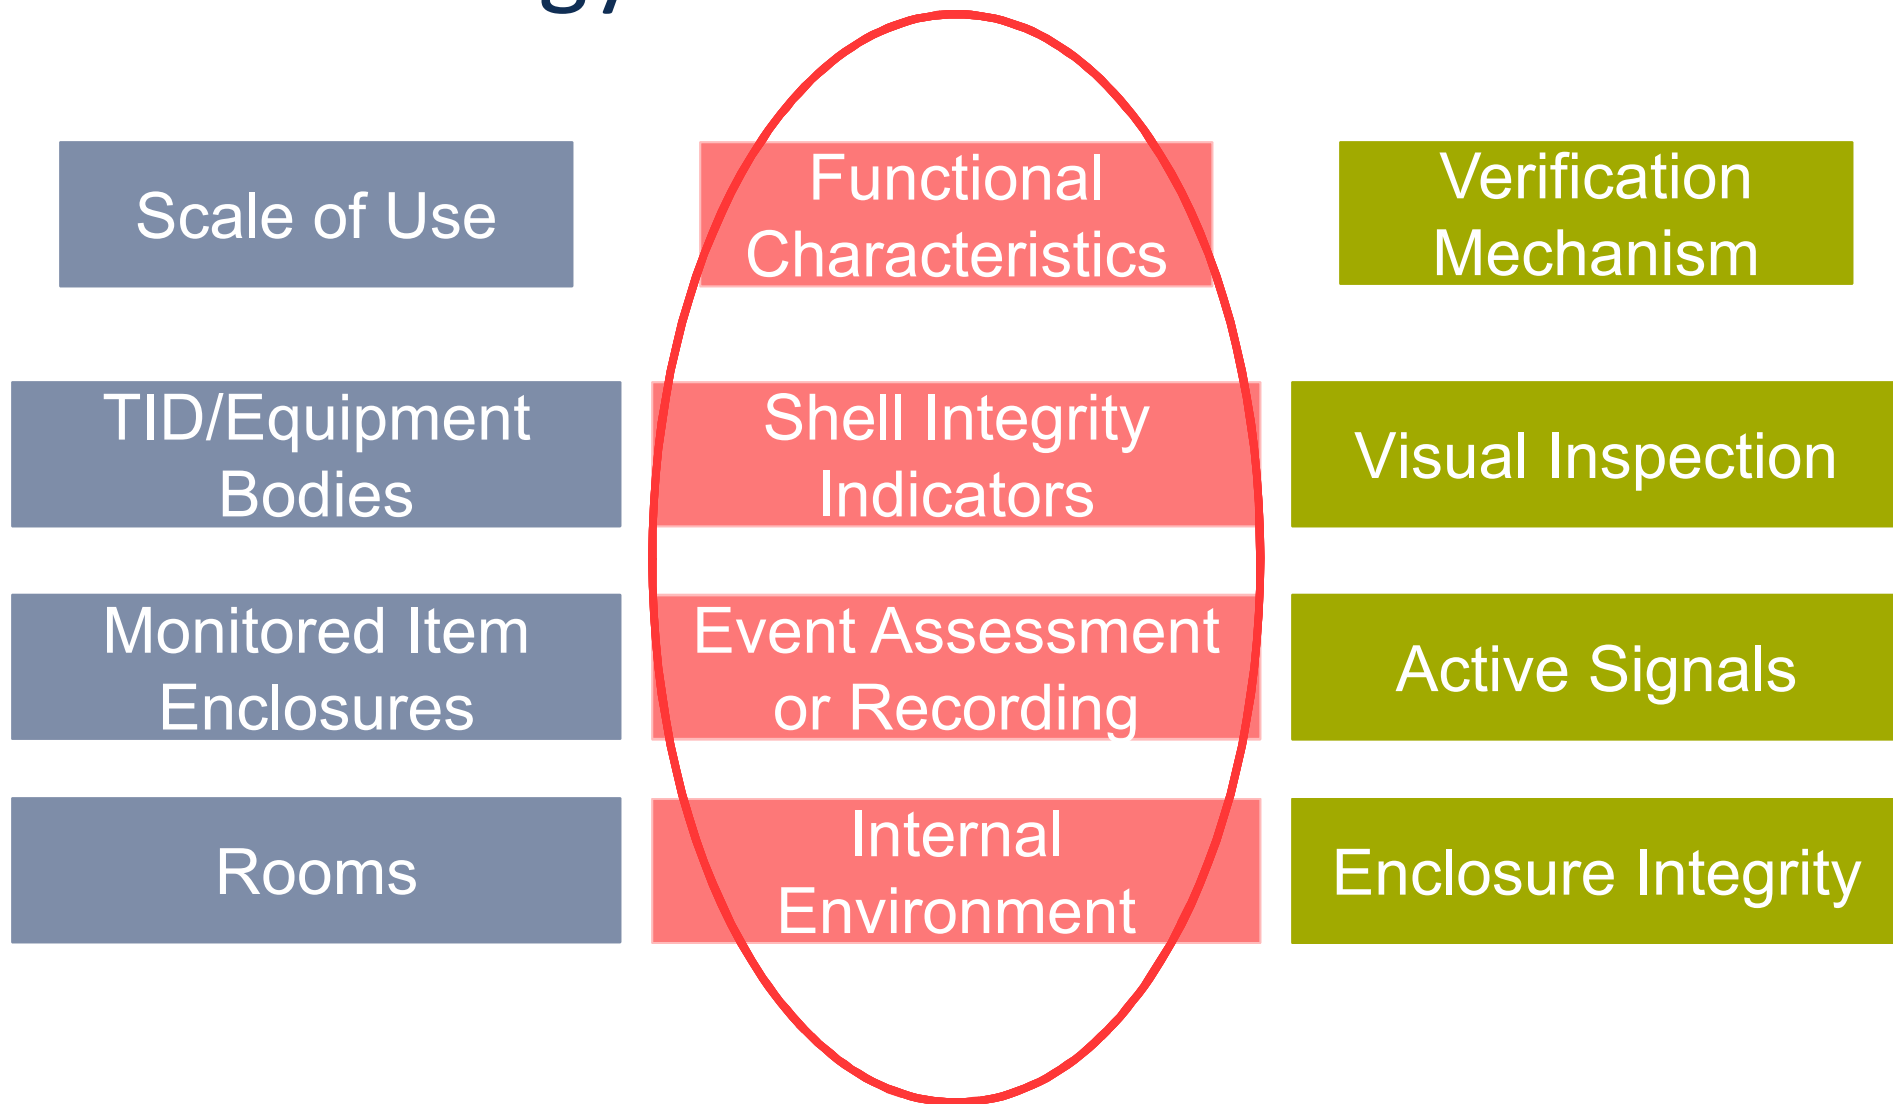 Scale of Use
Functional
Characteristics
Verification
Mechanism
TID/Equipment
Bodies
Shell Integrity
Indicators
Visual Inspection
Monitored Item
Enclosures
Event Assessment
or Recording
Active Signals
Rooms
Internal
Environment
Enclosure Integrity